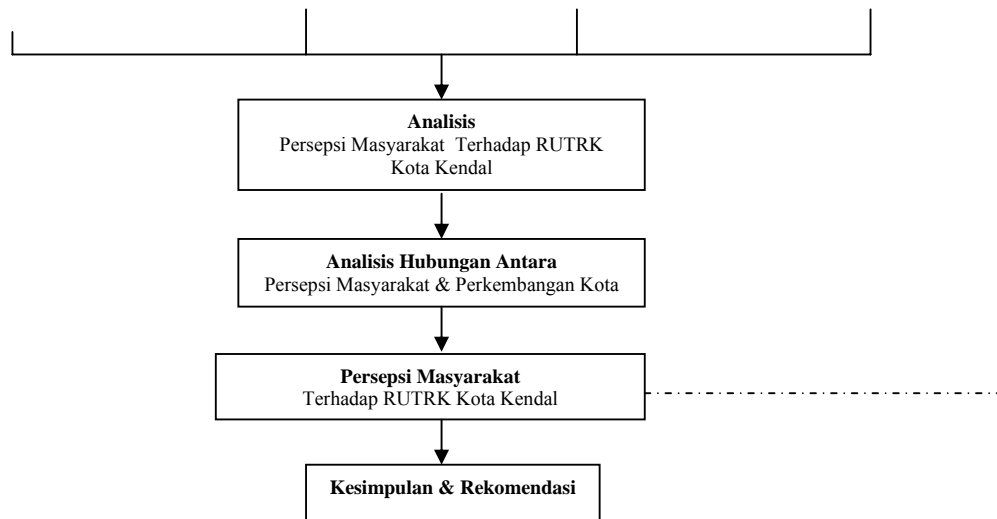 Analisis
Persepsi Masyarakat Terhadap RUTRK
Kota Kendal
Analisis Hubungan Antara
Persepsi Masyarakat & Perkembangan Kota
Persepsi Masyarakat
Terhadap RUTRK Kota Kendal
Kesimpulan & Rekomendasi